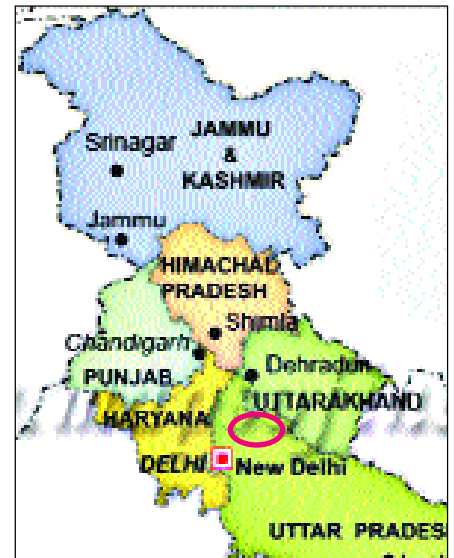 JAMMU
&
KASHMIR
Srinagar
Jammu
HIMACHAL
PRADESH
Shimla
Chandigarh
PUNJAB
Dehradun
UTTARAKHAND
HARYANA
DELHI
New Delhi
UTTAR PRADES